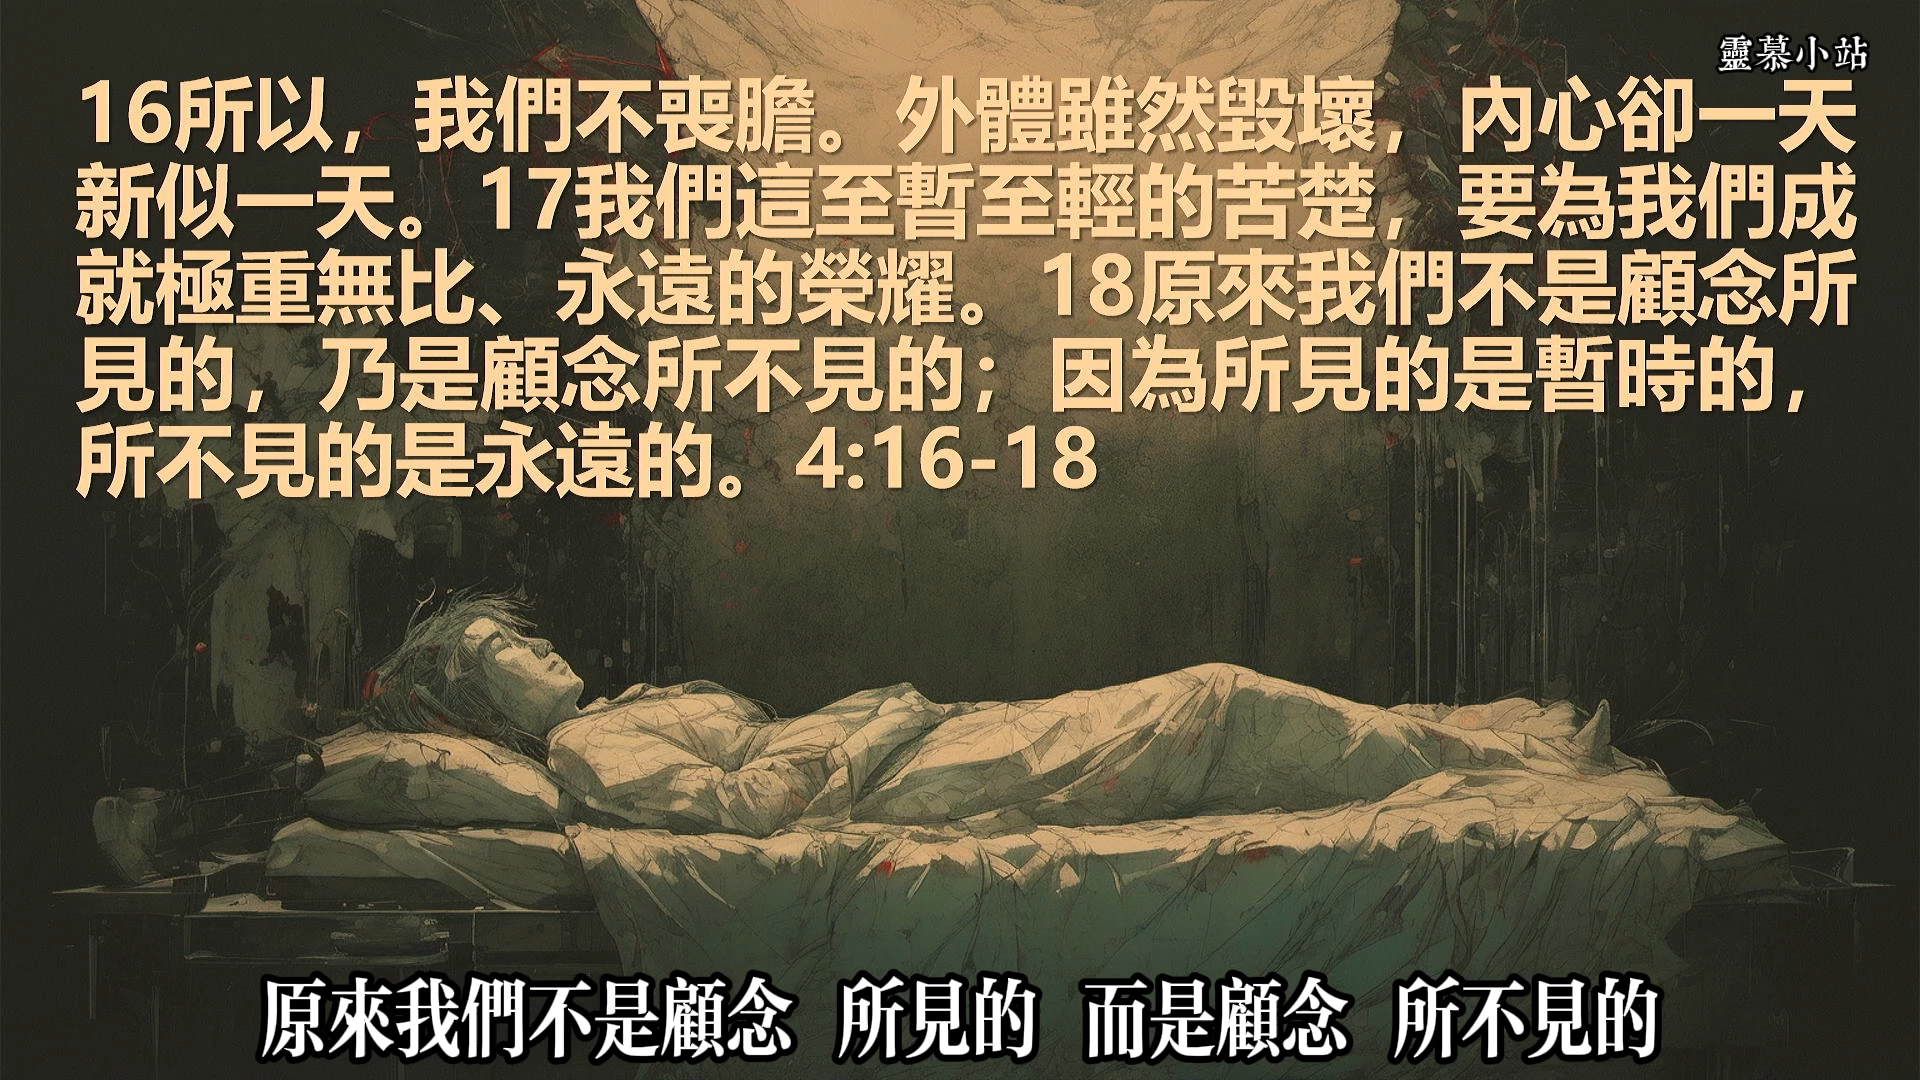 靈慕小站
16所以，我們不喪膽。外體雖然毀壞，內心卻一天
新似一天。17我們這至暫至輕的苦楚，要為我們成
就極重無比、永遠的榮耀。18原來我們不是顧念所
見的，乃是顧念所不見的；因為所見的是暫時的，
所不見的是永遠的。4:16-18
原來我們不是顧念 所見的 而是顧念 所不見的